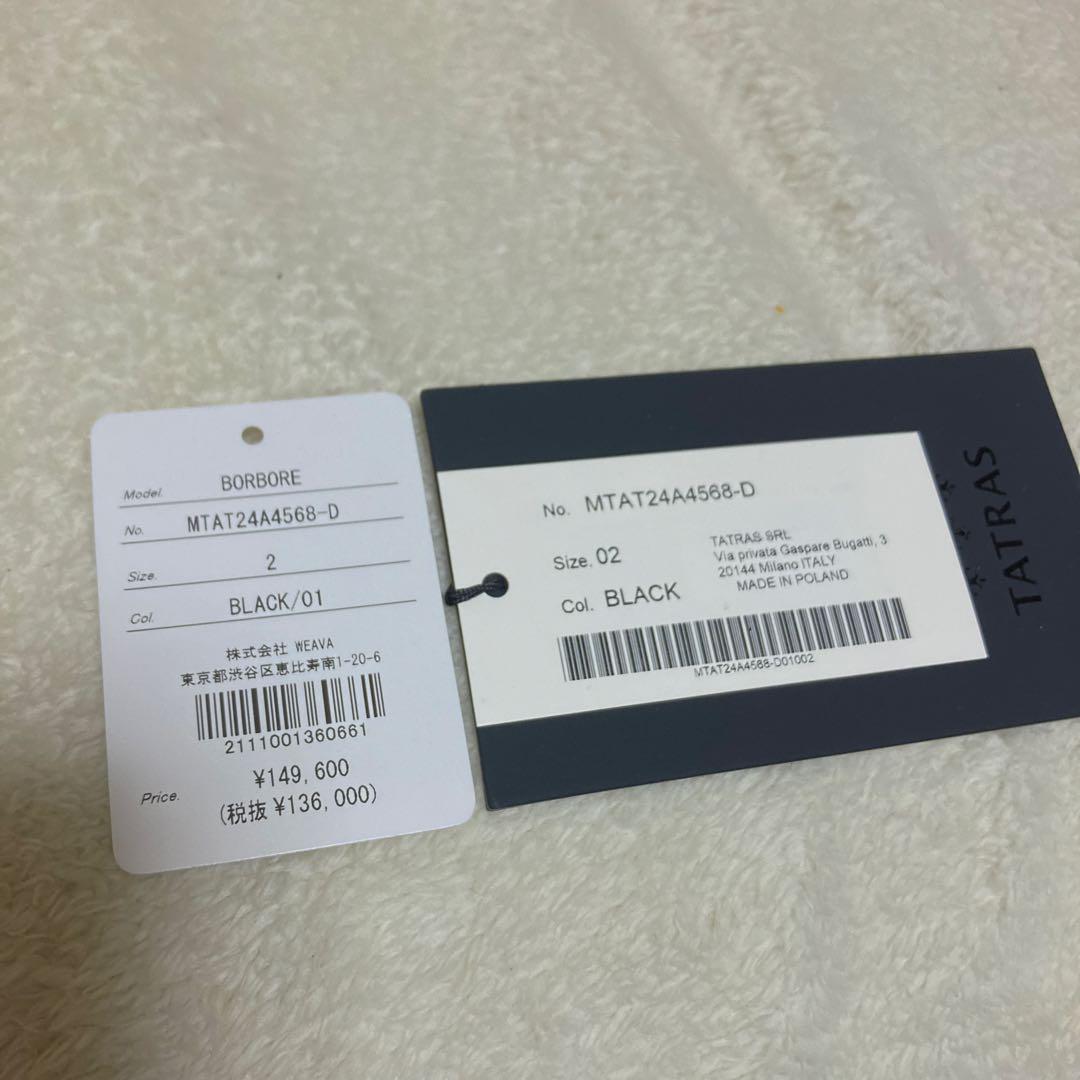 Model. BORBORE
No. MTAT24A4568-D
Size. 2
Col. BLACK/01
株式会社 WEAVA
東京都渋谷区恵比寿南1-20-6
2111001360661
Price. ¥149,600
(税抜 ¥136,000)
No. MTAT24A4568-D
Size. 02
Col. BLACK
TATRAS SRL
Via privata Gaspare Bugatti, 3
20144 Milano ITALY
MADE IN POLAND
MTAT24A4568-D01002
TATRAS